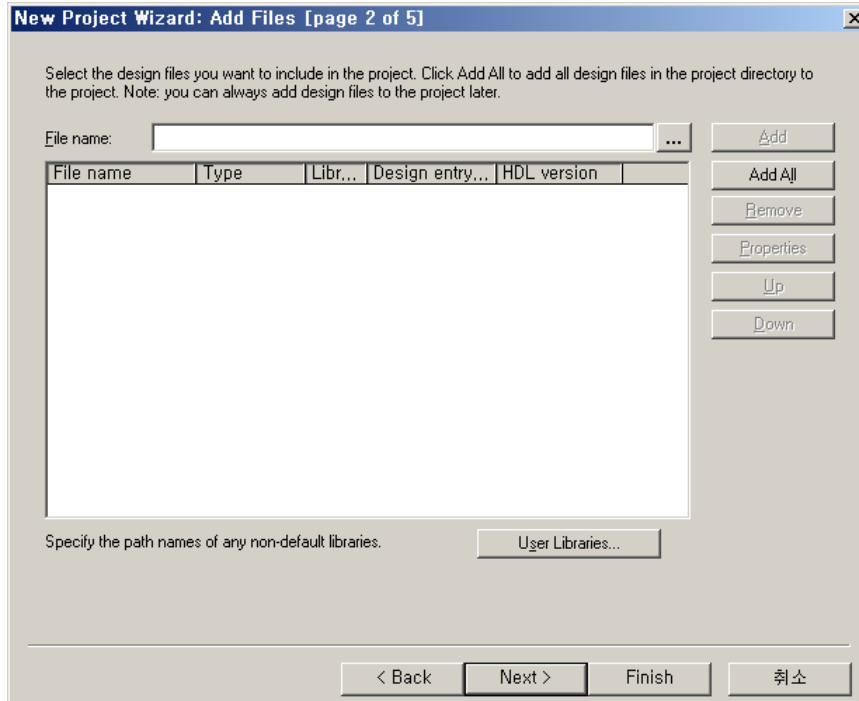 New Project Wizard: Add Files [page 2 of 5]
Select the design files you want to include in the project. Click Add All to add all design files in the project directory to
the project. Note: you can always add design files to the project later.
File name:
...
Add
File name Type Libr... Design entry... HDL version
Add All
Remove
Properties
Up
Down
Specify the path names of any non-default libraries.
User Libraries...
< Back Next > Finish 취소